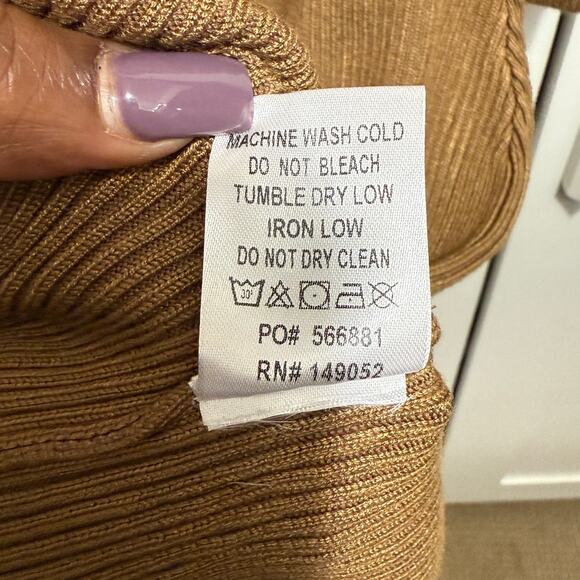 MACHINE WASH COLD
DO NOT BLEACH
TUMBLE DRY LOW
IRON LOW
DO NOT DRY CLEAN
30°
PO# 566881
RN# 149052